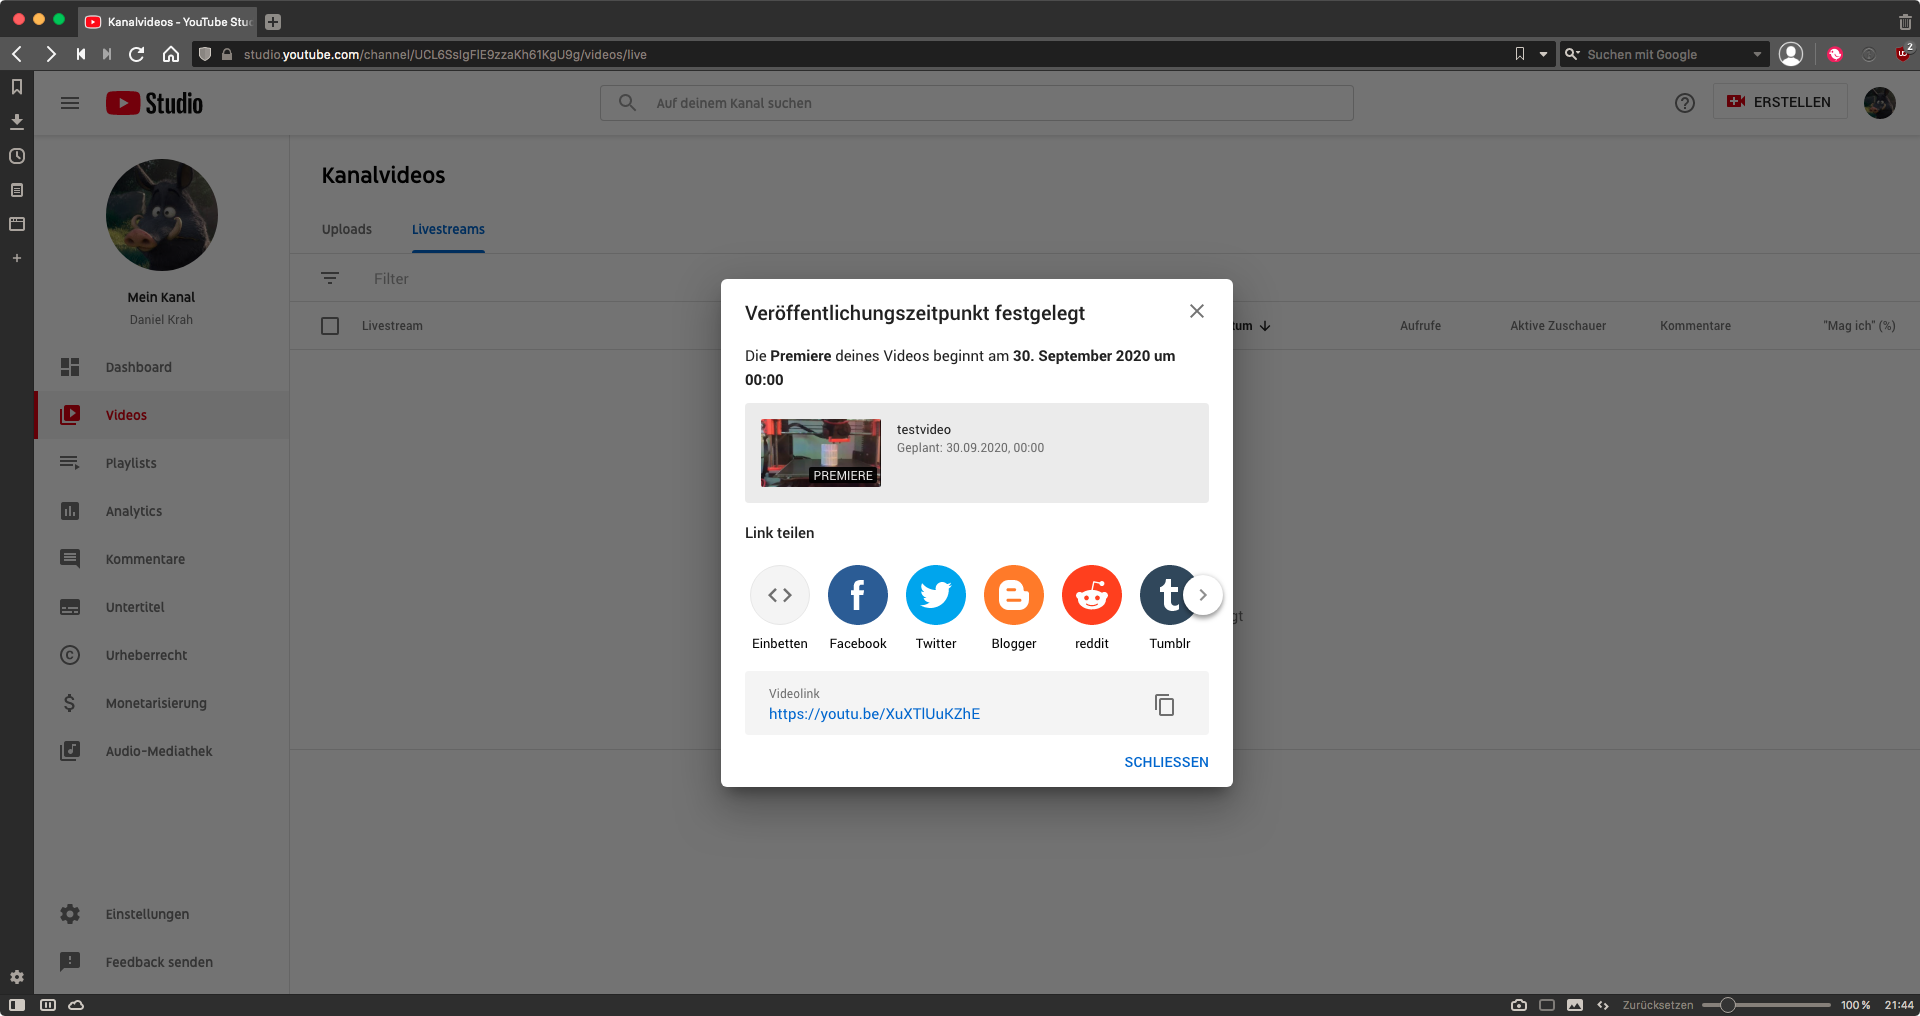 Kanalvideos - YouTube Stu
studio.youtube.com/channel/UCL6SsIgFlE9zzaKh61KgU9g/videos/live
Suchen mit Google
2
Studio
Auf deinem Kanal suchen
ERSTELLEN
Mein Kanal
Daniel Krah
Dashboard
Videos
Playlists
Analytics
Kommentare
Untertitel
Urheberrecht
Monetarisierung
Audio-Mediathek
Einstellungen
Feedback senden
Kanalvideos
Uploads
Livestreams
Filter
Livestream
tum
Aufrufe
Aktive Zuschauer
Kommentare
"Mag ich" (%)
Veröffentlichungszeitpunkt festgelegt
Die Premiere deines Videos beginnt am 30. September 2020 um
00:00
PREMIERE
testvideo
Geplant: 30.09.2020, 00:00
Link teilen
Einbetten
Facebook
Twitter
Blogger
reddit
Tumblr
gt
Videolink
https://youtu.be/XuXTlUuKZhE
SCHLIESSEN
Zurücksetzen
100 %
21:44